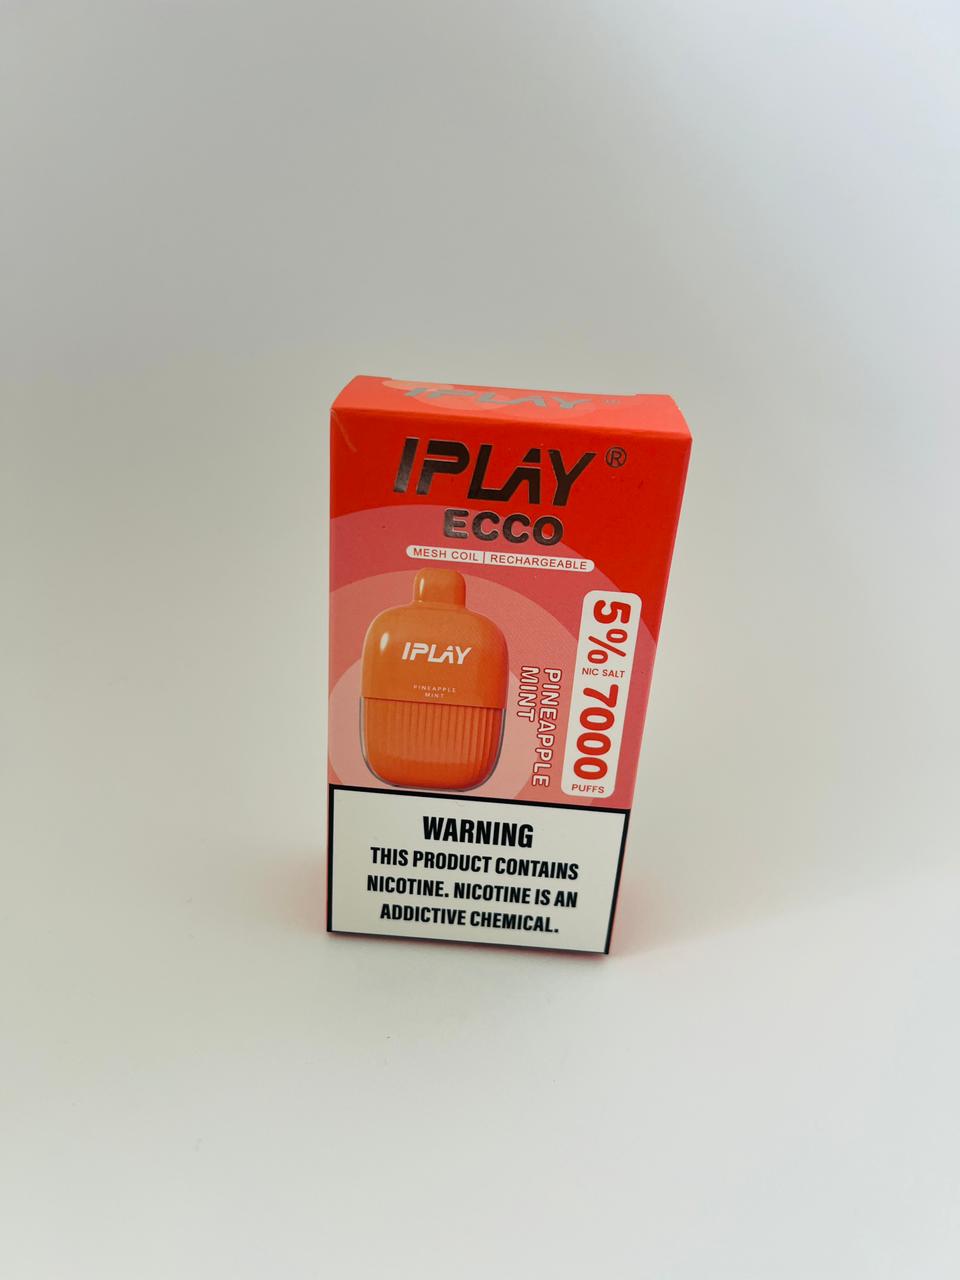 IPLAY
IPLAY®
ECCO
MESH COIL | RECHARGEABLE
IPLAY
PINEAPPLE
MINT
PINEAPPLE
MINT
5%
NIC SALT
7000
PUFFS
WARNING
THIS PRODUCT CONTAINS
NICOTINE. NICOTINE IS AN
ADDICTIVE CHEMICAL.